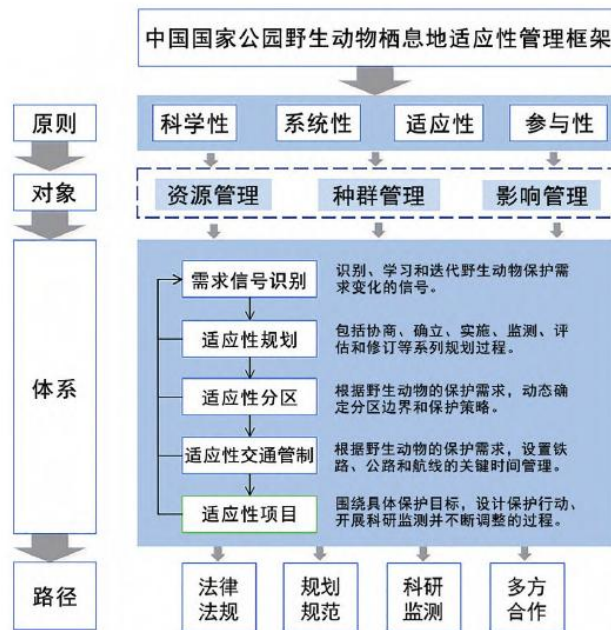 中国国家公园野生动物栖息地适应性管理框架
原则
科学性
系统性
适应性
参与性
对象
资源管理
种群管理
影响管理
体系
需求信号识别
识别、学习和迭代野生动物保护需
求变化的信号。
适应性规划
包括协商、确立、实施、监测、评
估和修订等系列规划过程。
适应性分区
根据野生动物的保护需求，动态确
定分区边界和保护策略。
适应性交通管制
根据野生动物的保护需求，设置铁
路、公路和航线的关键时间管理。
适应性项目
围绕具体保护目标，设计保护行动、
开展科研监测并不断调整的过程。
路径
法律
法规
规划
规范
科研
监测
多方
合作